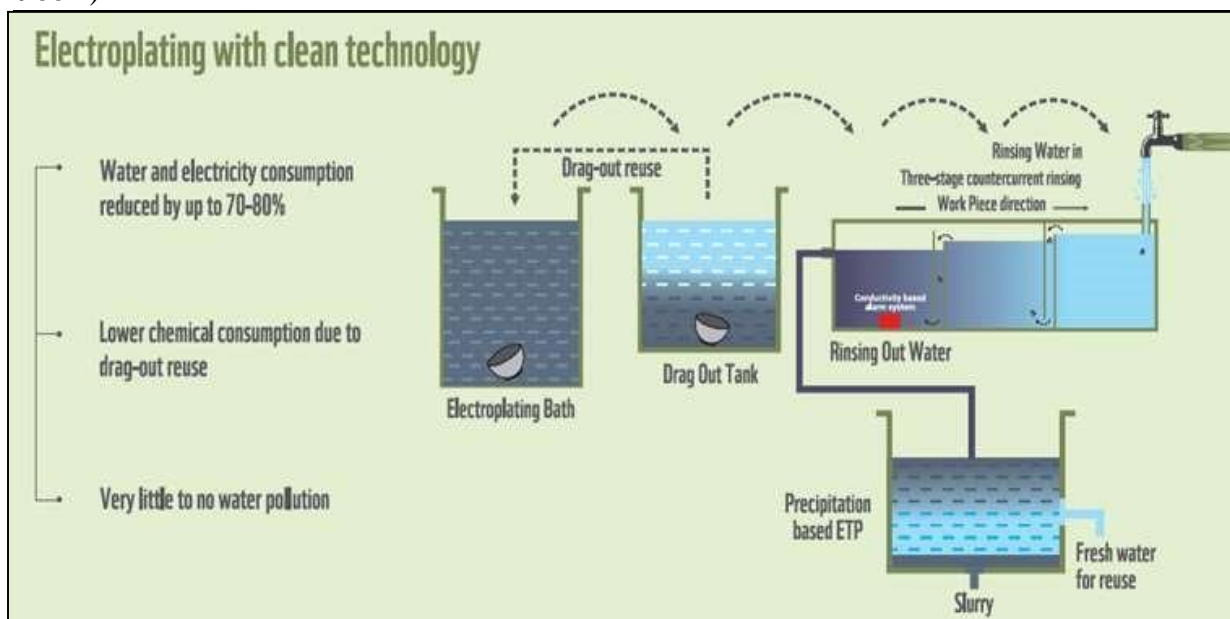 Electroplating with clean technology
Water and electricity consumption
reduced by up to 70-80%
Lower chemical consumption due to
drag-out reuse
Very little to no water pollution
Drag-out reuse
Electroplating Bath
Drag Out Tank
Rinsing Water in
Three-stage countercurrent rinsing
Work Piece direction
Conductivity based
alarm system
Rinsing Out Water
Precipitation
based ETP
Fresh water
for reuse
Slurry